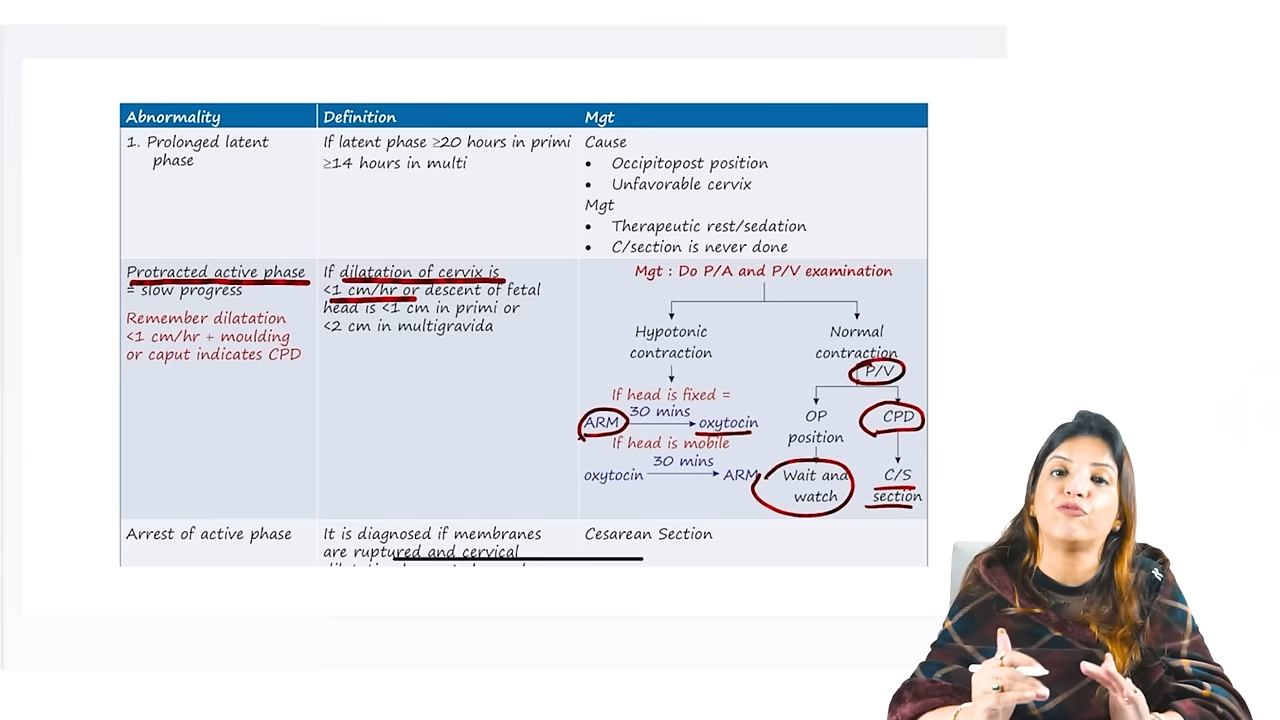 Abnormality
Definition
Mgt
1. Prolonged latent
phase
If latent phase ≥20 hours in primi
≥14 hours in multi
Cause
• Occipitopost position
• Unfavorable cervix
Mgt
• Therapeutic rest/sedation
• C/section is never done
Protracted active phase
= slow progress
Remember dilatation
<1 cm/hr + moulding
or caput indicates CPD
If dilatation of cervix is
<1 cm/hr or descent of fetal
head is <1 cm in primi or
<2 cm in multigravida
Mgt : Do P/A and P/V examination
Hypotonic
contraction
If head is fixed =
ARM 30 mins oxytocin
If head is mobile
oxytocin 30 mins ARM
Normal
contraction
P/V
OP
position
Wait and
watch
CPD
C/S
section
Arrest of active phase
It is diagnosed if membranes
are ruptured and cervical
Cesarean Section